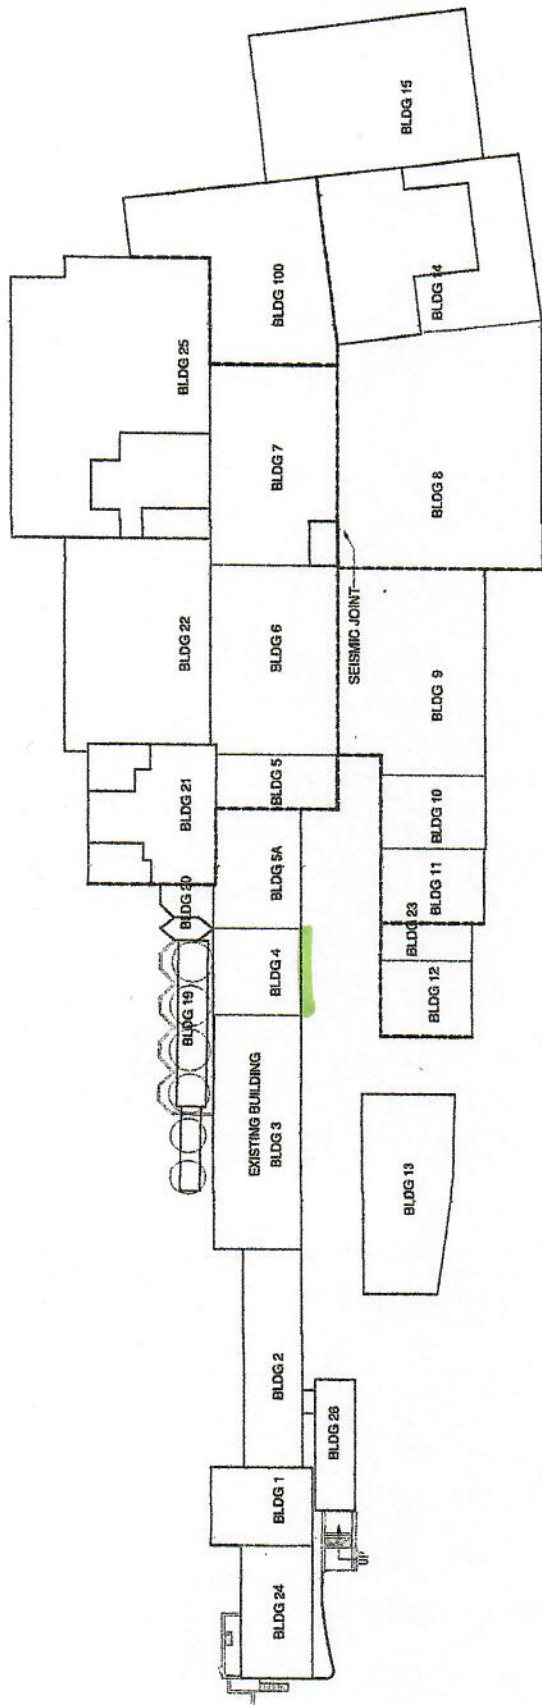 BLDG 15
BLDG 14
BLDG 100
BLDG 25
BLDG 7
BLDG 8
SEISMIC JOINT
BLDG 22
BLDG 6
BLDG 9
BLDG 21
BLDG 5
BLDG 10
BLDG 20
BLDG 5A
BLDG 11
BLDG 23
BLDG 19
BLDG 4
BLDG 12
EXISTING BUILDING
BLDG 3
BLDG 13
BLDG 2
BLDG 26
BLDG 1
UP
BLDG 24